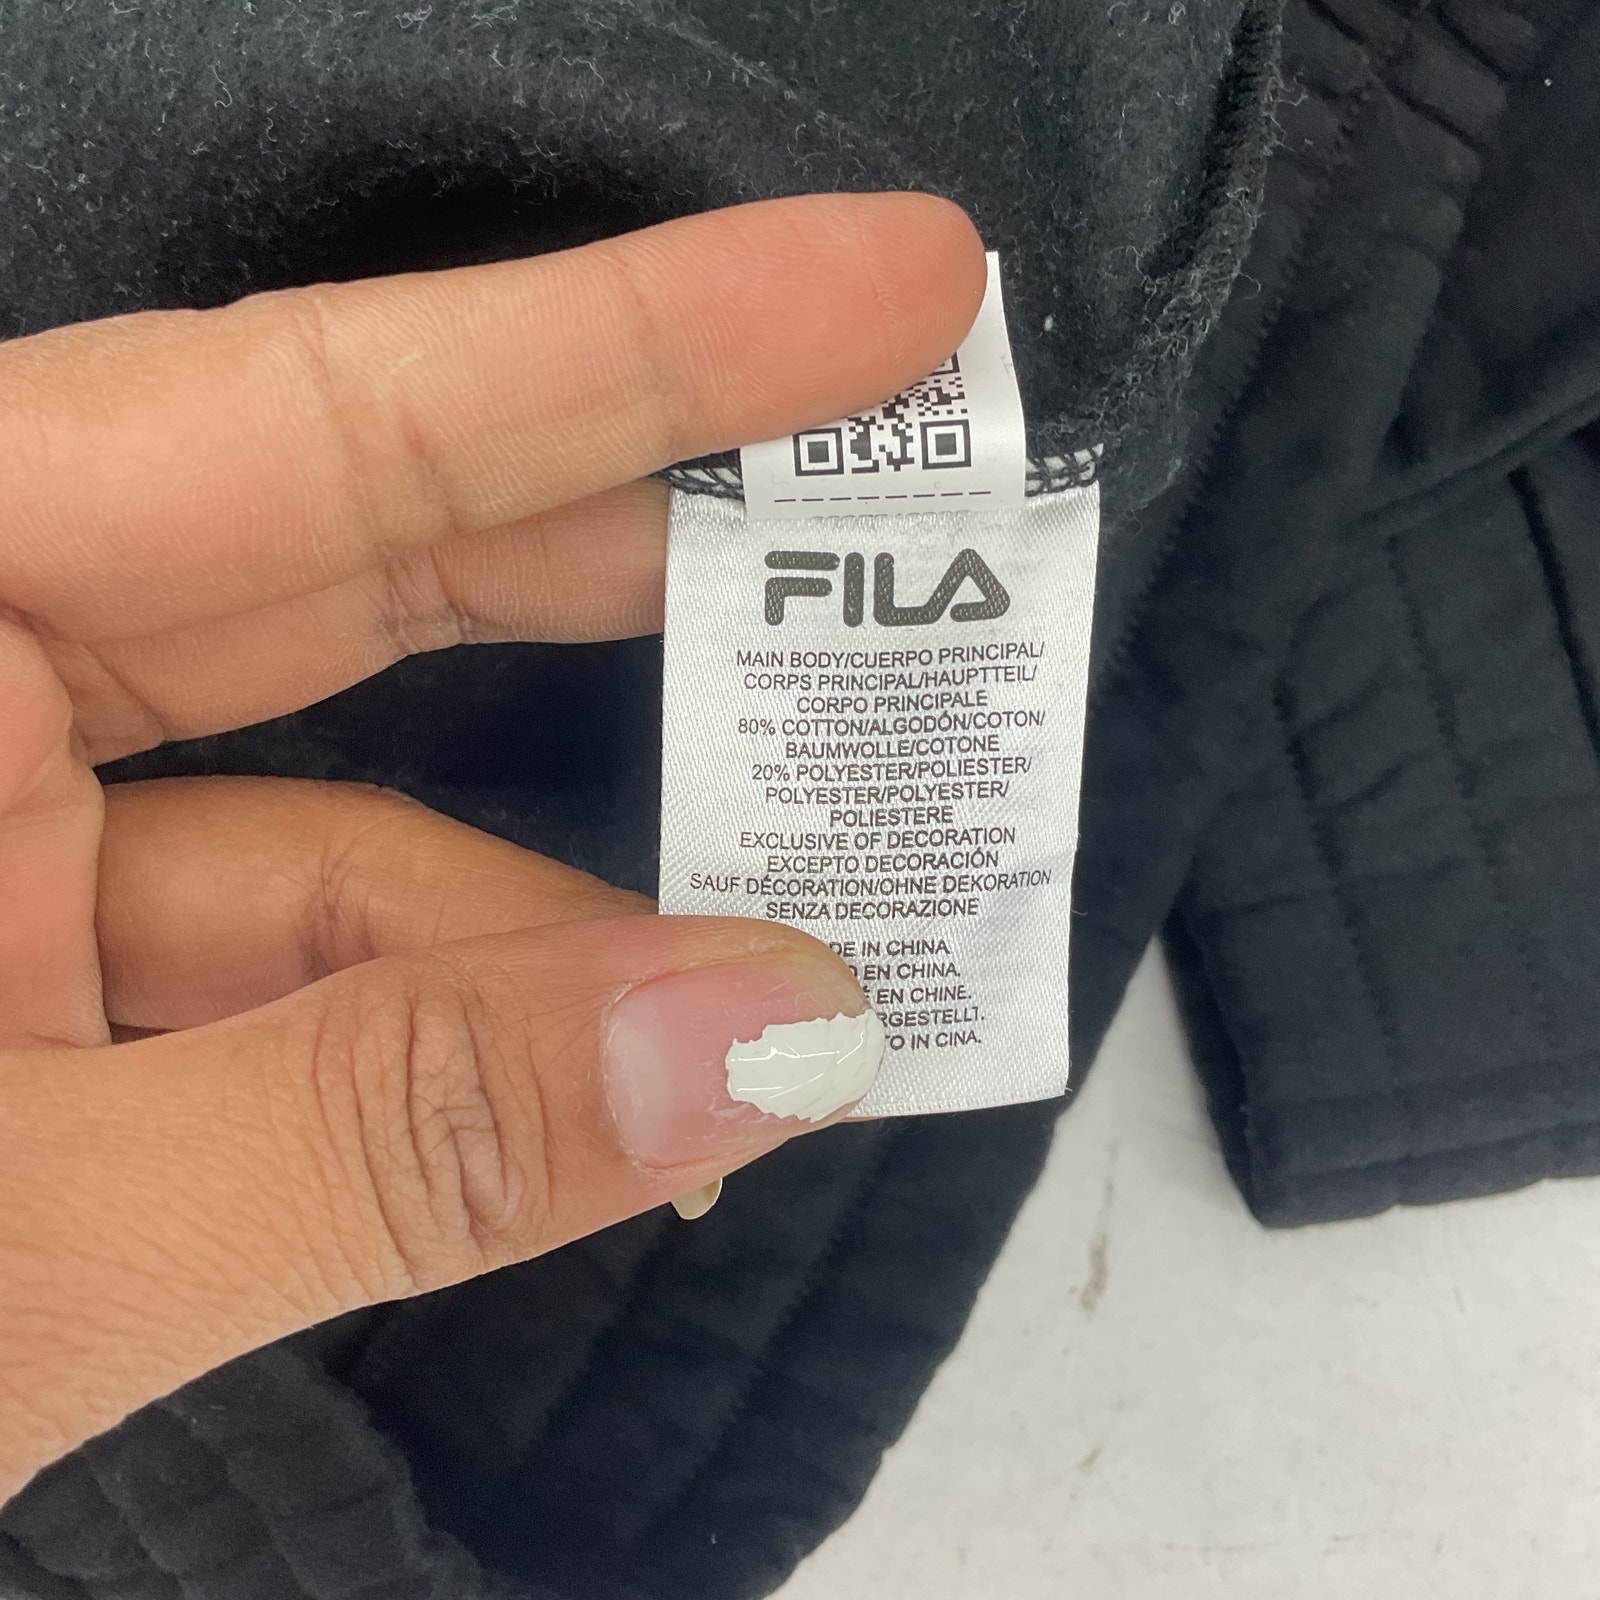 FILA
MAIN BODY/CUERPO PRINCIPAL/
CORPS PRINCIPAL/HAUPTTEIL/
CORPO PRINCIPALE
80% COTTON/ALGODÓN/COTON/
BAUMWOLLE/COTONE
20% POLYESTER/POLIESTER/
POLYESTER/POLYESTER/
POLIESTERE
EXCLUSIVE OF DECORATION
EXCEPTO DECORACIÓN
SAUF DÉCORATION/OHNE DEKORATION
SENZA DECORAZIONE
IN CHINA
EN CHINA.
EN CHINE.
IN CINA.